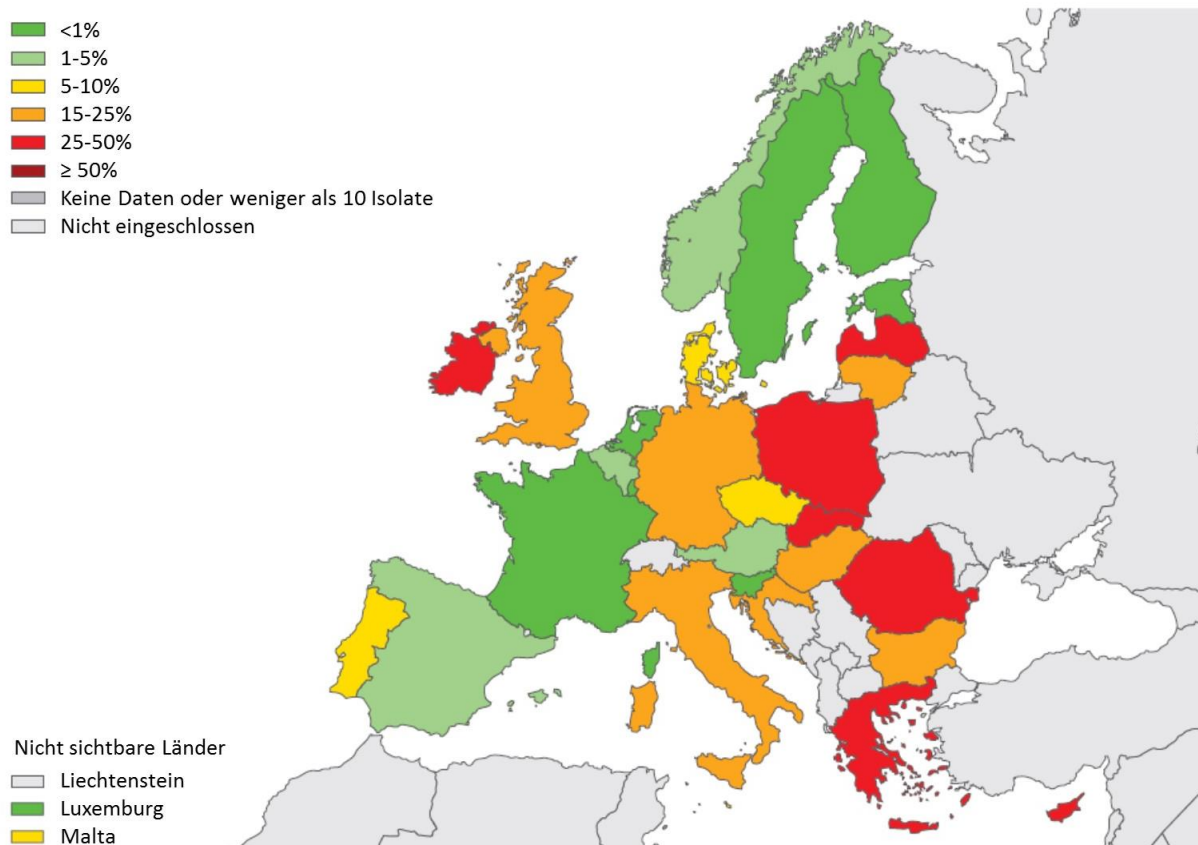 <1%
1-5%
5-10%
15-25%
25-50%
≥ 50%
Keine Daten oder weniger als 10 Isolate
Nicht eingeschlossen
Nicht sichtbare Länder
Liechtenstein
Luxemburg
Malta